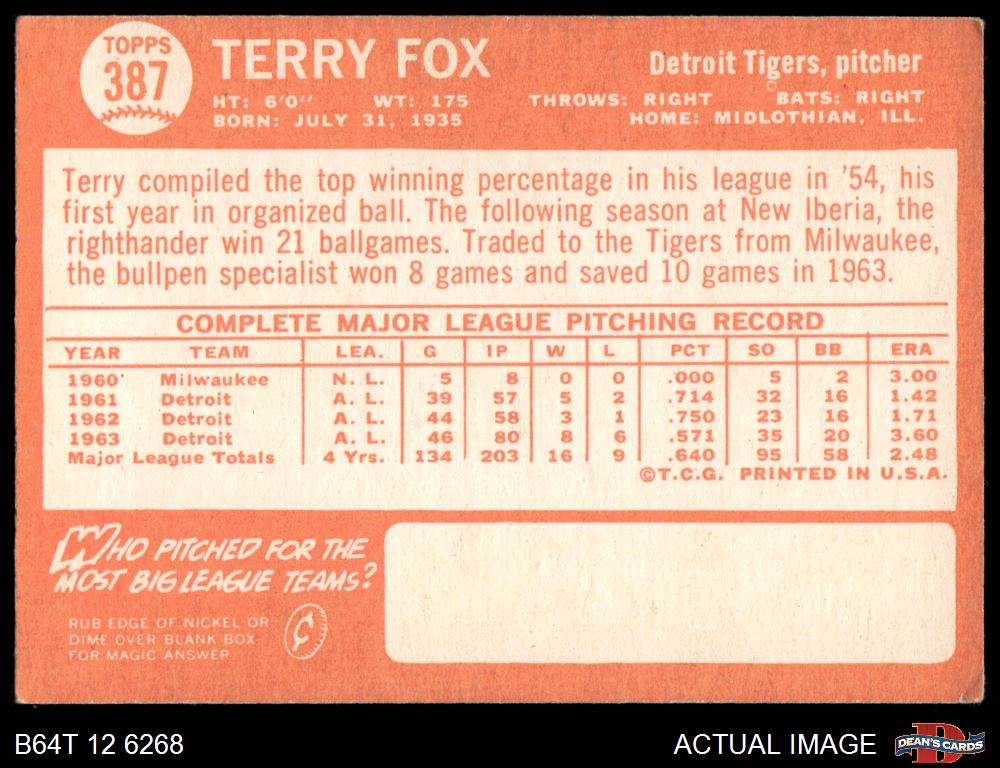 TOPPS
387
TERRY FOX
Detroit Tigers, pitcher
HT: 6'0" WT: 175 THROWS: RIGHT BATS: RIGHT
BORN: JULY 31, 1935 HOME: MIDLOTHIAN, ILL.
Terry compiled the top winning percentage in his league in '54, his
first year in organized ball. The following season at New Iberia, the
righthander win 21 ballgames. Traded to the Tigers from Milwaukee,
the bullpen specialist won 8 games and saved 10 games in 1963.
COMPLETE MAJOR LEAGUE PITCHING RECORD
YEAR TEAM LEA. G IP W L PCT SO BB ERA
1960 Milwaukee N. L. 5 8 0 0 .000 5 2 3.00
1961 Detroit A. L. 39 57 5 2 .714 32 16 1.42
1962 Detroit A. L. 44 58 3 1 .750 23 16 1.71
1963 Detroit A. L. 46 80 8 6 .571 35 20 3.60
Major League Totals 4 Yrs. 134 203 16 9 .640 95 58 2.48
©T.C.G. PRINTED IN U.S.A.
WHO PITCHED FOR THE
MOST BIG LEAGUE TEAMS?
RUB EDGE OF NICKEL OR
DIME OVER BLANK BOX
FOR MAGIC ANSWER
¢
B64T 12 6268
ACTUAL IMAGE
D
DEAN'S CARDS